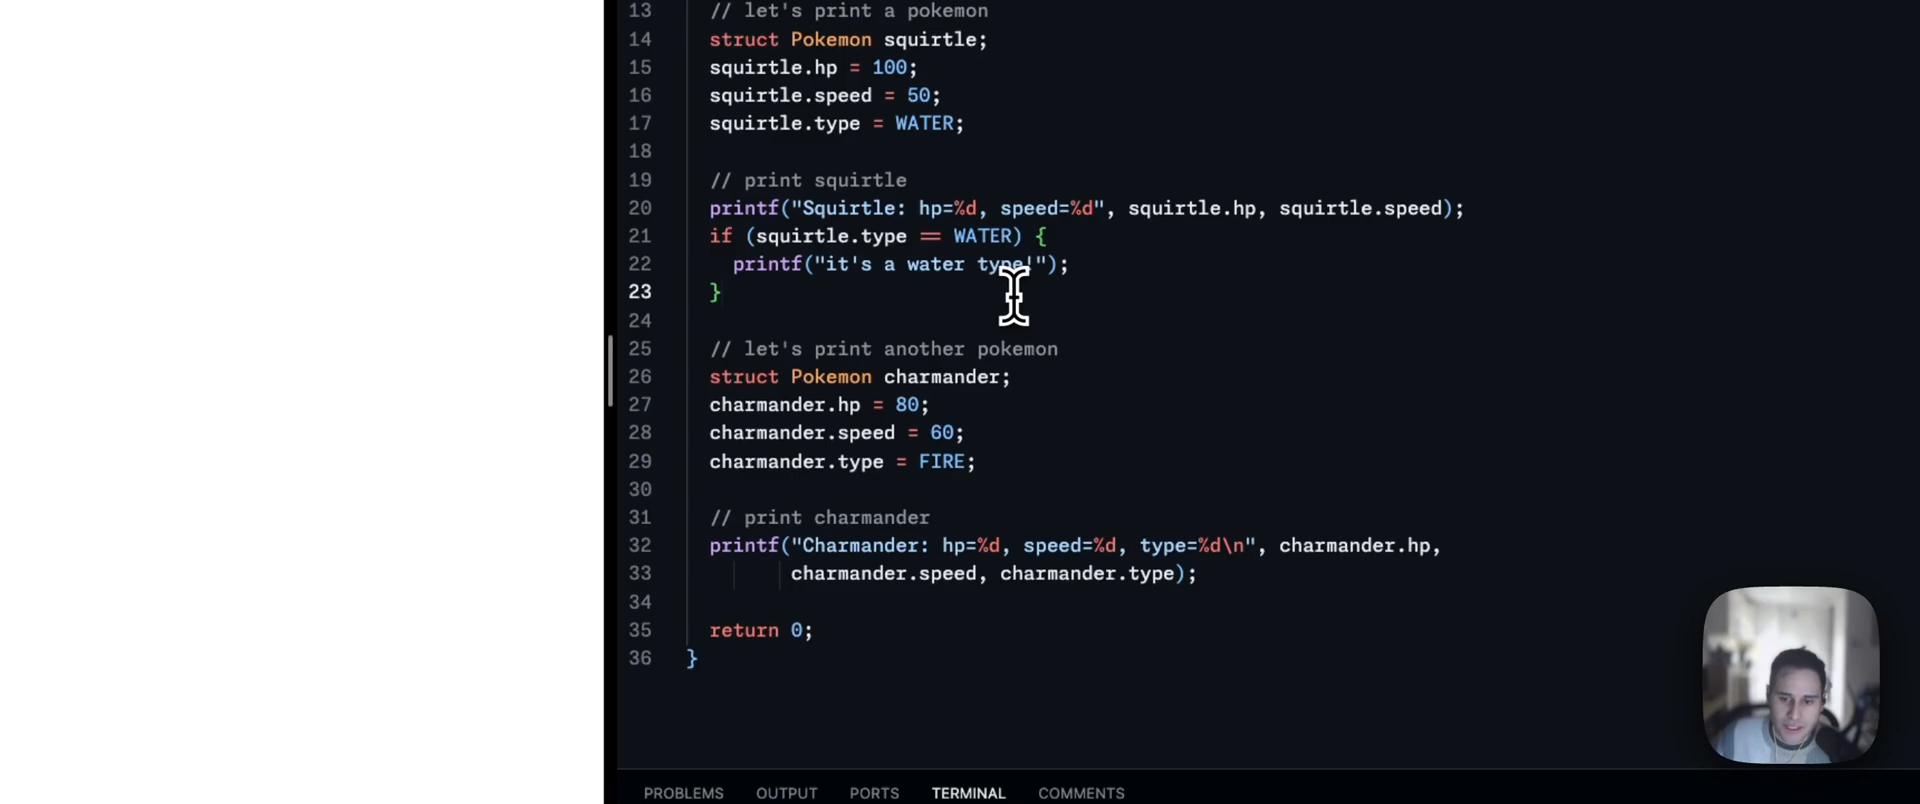 13 // let's print a pokemon
14 struct Pokemon squirtle;
15 squirtle.hp = 100;
16 squirtle.speed = 50;
17 squirtle.type = WATER;
18
19 // print squirtle
20 printf("Squirtle: hp=%d, speed=%d", squirtle.hp, squirtle.speed);
21 if (squirtle.type == WATER) {
22 printf("it's a water type!");
23 }
24
25 // let's print another pokemon
26 struct Pokemon charmander;
27 charmander.hp = 80;
28 charmander.speed = 60;
29 charmander.type = FIRE;
30
31 // print charmander
32 printf("Charmander: hp=%d, speed=%d, type=%d\n", charmander.hp,
33 charmander.speed, charmander.type);
34
35 return 0;
36 }
PROBLEMS OUTPUT PORTS TERMINAL COMMENTS